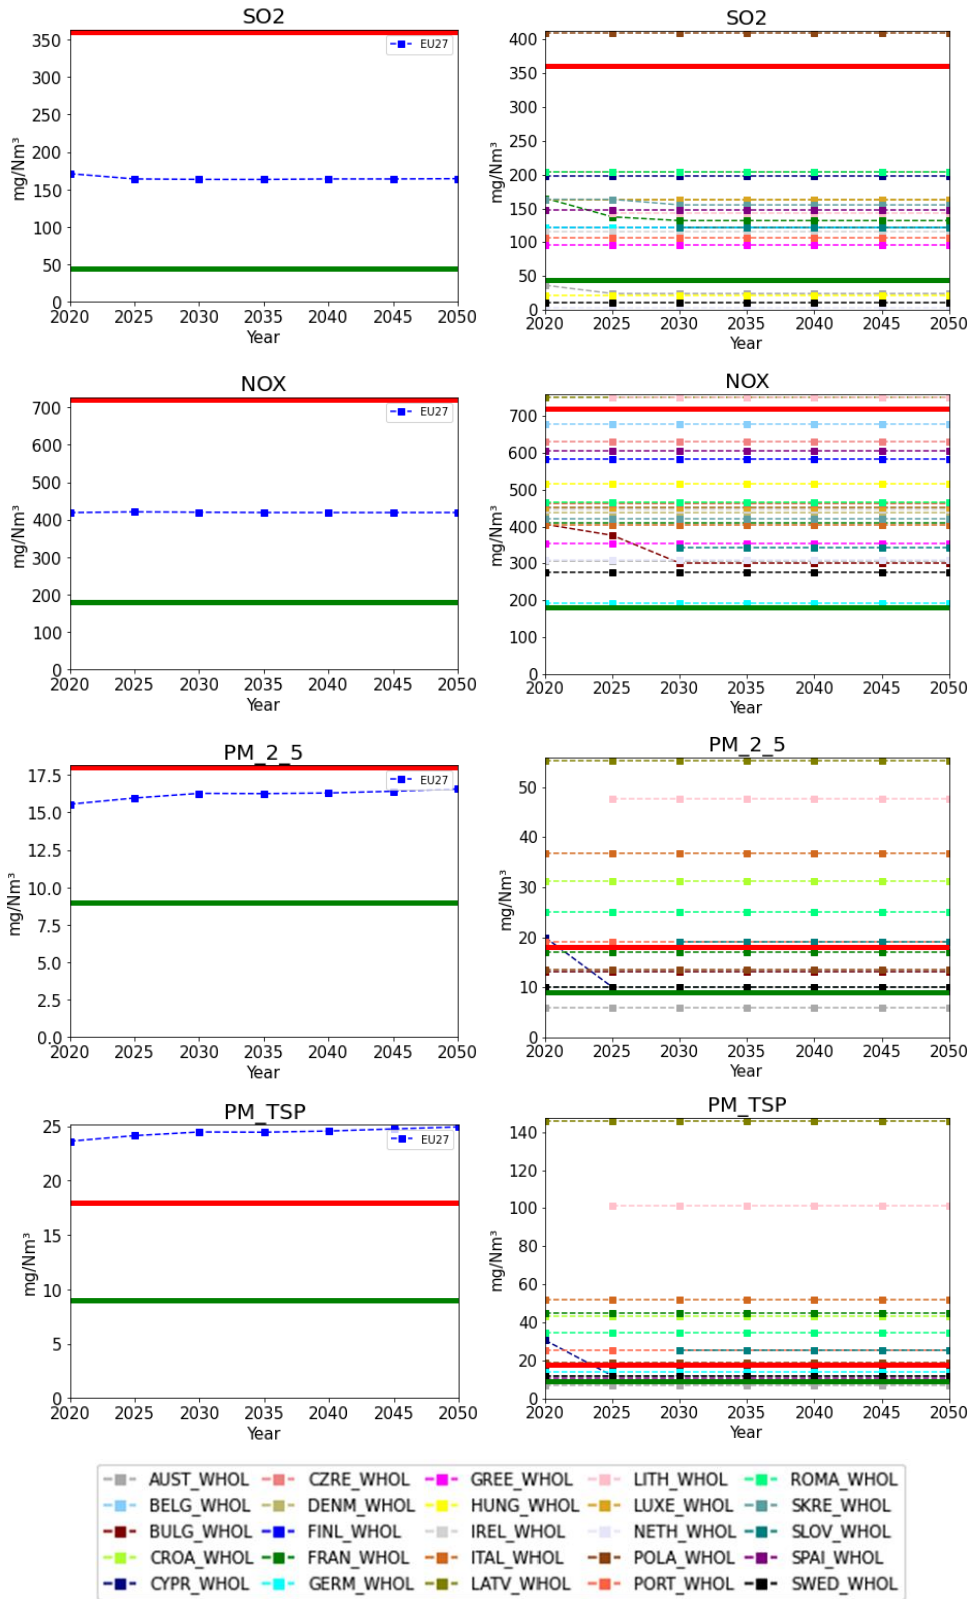 SO2
350
300
250
200
150
100
50
0
mg/Nm³
EU27
2020 2025 2030 2035 2040 2045 2050
Year
SO2
400
350
300
250
200
150
100
50
0
mg/Nm³
2020 2025 2030 2035 2040 2045 2050
Year
NOX
700
600
500
400
300
200
100
0
mg/Nm³
EU27
2020 2025 2030 2035 2040 2045 2050
Year
NOX
700
600
500
400
300
200
100
0
mg/Nm³
2020 2025 2030 2035 2040 2045 2050
Year
PM_2_5
17.5
15.0
12.5
10.0
7.5
5.0
2.5
0.0
mg/Nm³
EU27
2020 2025 2030 2035 2040 2045 2050
Year
PM_2_5
50
40
30
20
10
0
mg/Nm³
2020 2025 2030 2035 2040 2045 2050
Year
PM_TSP
25
20
15
10
5
0
mg/Nm³
EU27
2020 2025 2030 2035 2040 2045 2050
Year
PM_TSP
140
120
100
80
60
40
20
0
mg/Nm³
2020 2025 2030 2035 2040 2045 2050
Year
AUST_WHOL CZRE_WHOL GREE_WHOL LITH_WHOL ROMA_WHOL
BELG_WHOL DENM_WHOL HUNG_WHOL LUXE_WHOL SKRE_WHOL
BULG_WHOL FINL_WHOL IREL_WHOL NETH_WHOL SLOV_WHOL
CROA_WHOL FRAN_WHOL ITAL_WHOL POLA_WHOL SPAI_WHOL
CYPR_WHOL GERM_WHOL LATV_WHOL PORT_WHOL SWED_WHOL